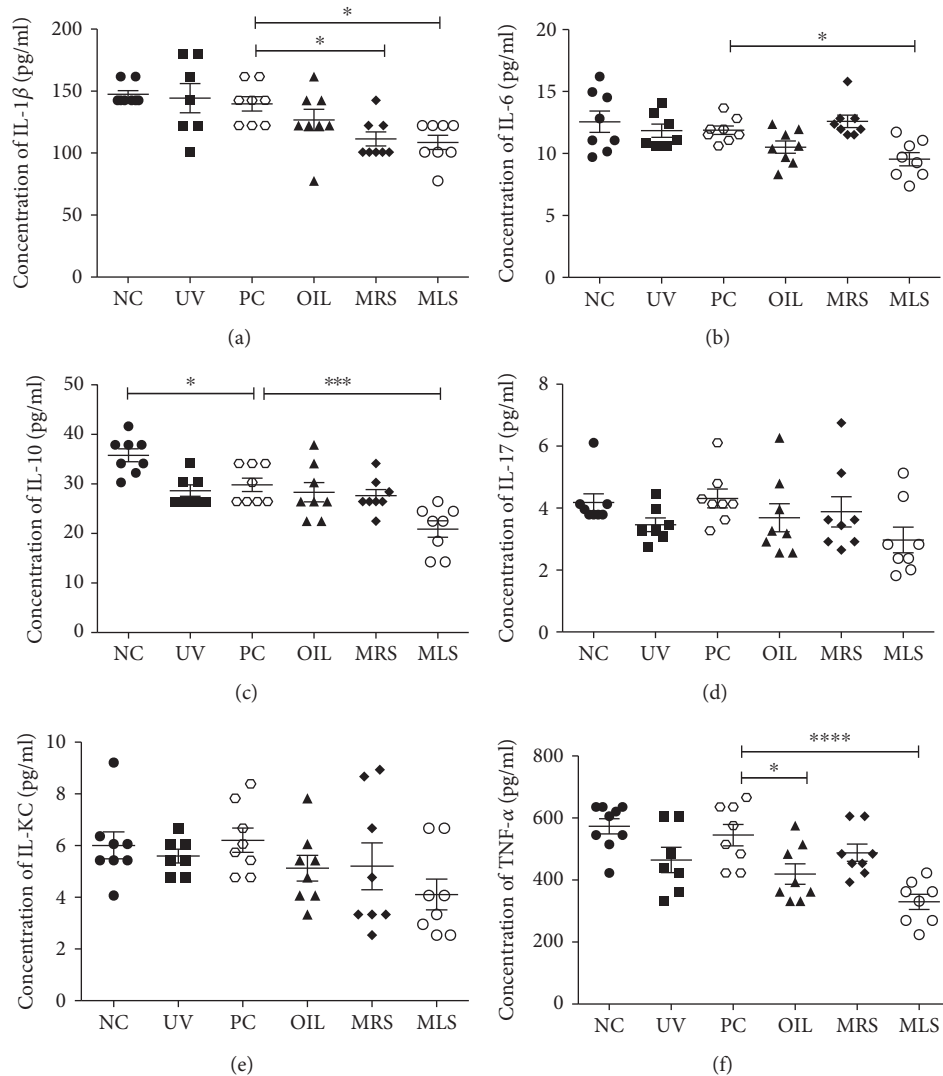 *
*
200
150
100
50
0
Concentration of IL-1β (pg/ml)
NC UV PC OIL MRS MLS
(a)
*
20
15
10
5
0
Concentration of IL-6 (pg/ml)
NC UV PC OIL MRS MLS
(b)
* ***
50
40
30
20
10
0
Concentration of IL-10 (pg/ml)
NC UV PC OIL MRS MLS
(c)
8
6
4
2
0
Concentration of IL-17 (pg/ml)
NC UV PC OIL MRS MLS
(d)
10
8
6
4
2
0
Concentration of IL-KC (pg/ml)
NC UV PC OIL MRS MLS
(e)
****
*
800
600
400
200
0
Concentration of TNF-α (pg/ml)
NC UV PC OIL MRS MLS
(f)